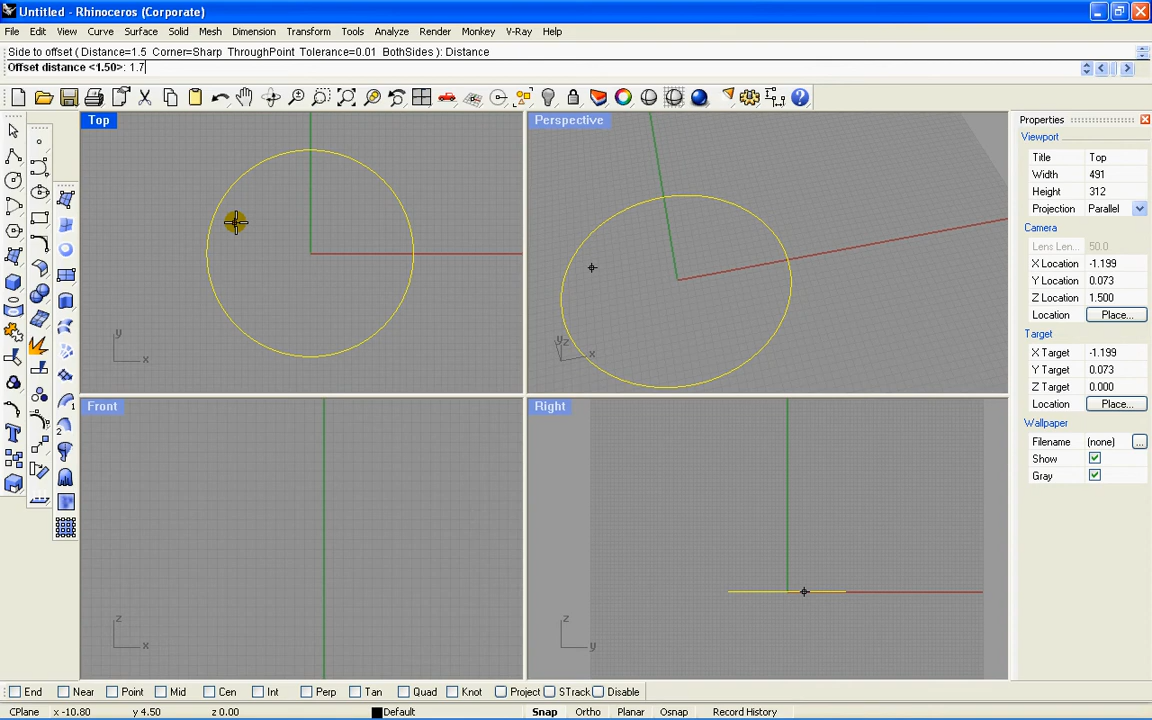 Untitled - Rhinoceros (Corporate)
File Edit View Curve Surface Solid Mesh Dimension Transform Tools Analyze Render Monkey V-Ray Help
Side to offset ( Distance=1.5 Corner=Sharp ThroughPoint Tolerance=0.01 BothSides ): Distance
Offset distance <1.50>: 1.7
Top
Perspective
Properties
Viewport
Title Top
Width 491
Height 312
Projection Parallel
Camera
Lens Len... 50.0
X Location -1.199
Y Location 0.073
Z Location 1.500
Location Place...
Target
X Target -1.199
Y Target 0.073
Z Target 0.000
Location Place...
Wallpaper
Filename (none) ...
Show
Gray
y
x
z
y
x
Front
Right
z
x
z
y
1
2
End Near Point Mid Cen Int Perp Tan Quad Knot Project STrack Disable
CPlane x -10.80 y 4.50 z 0.00 Default Snap Ortho Planar Osnap Record History